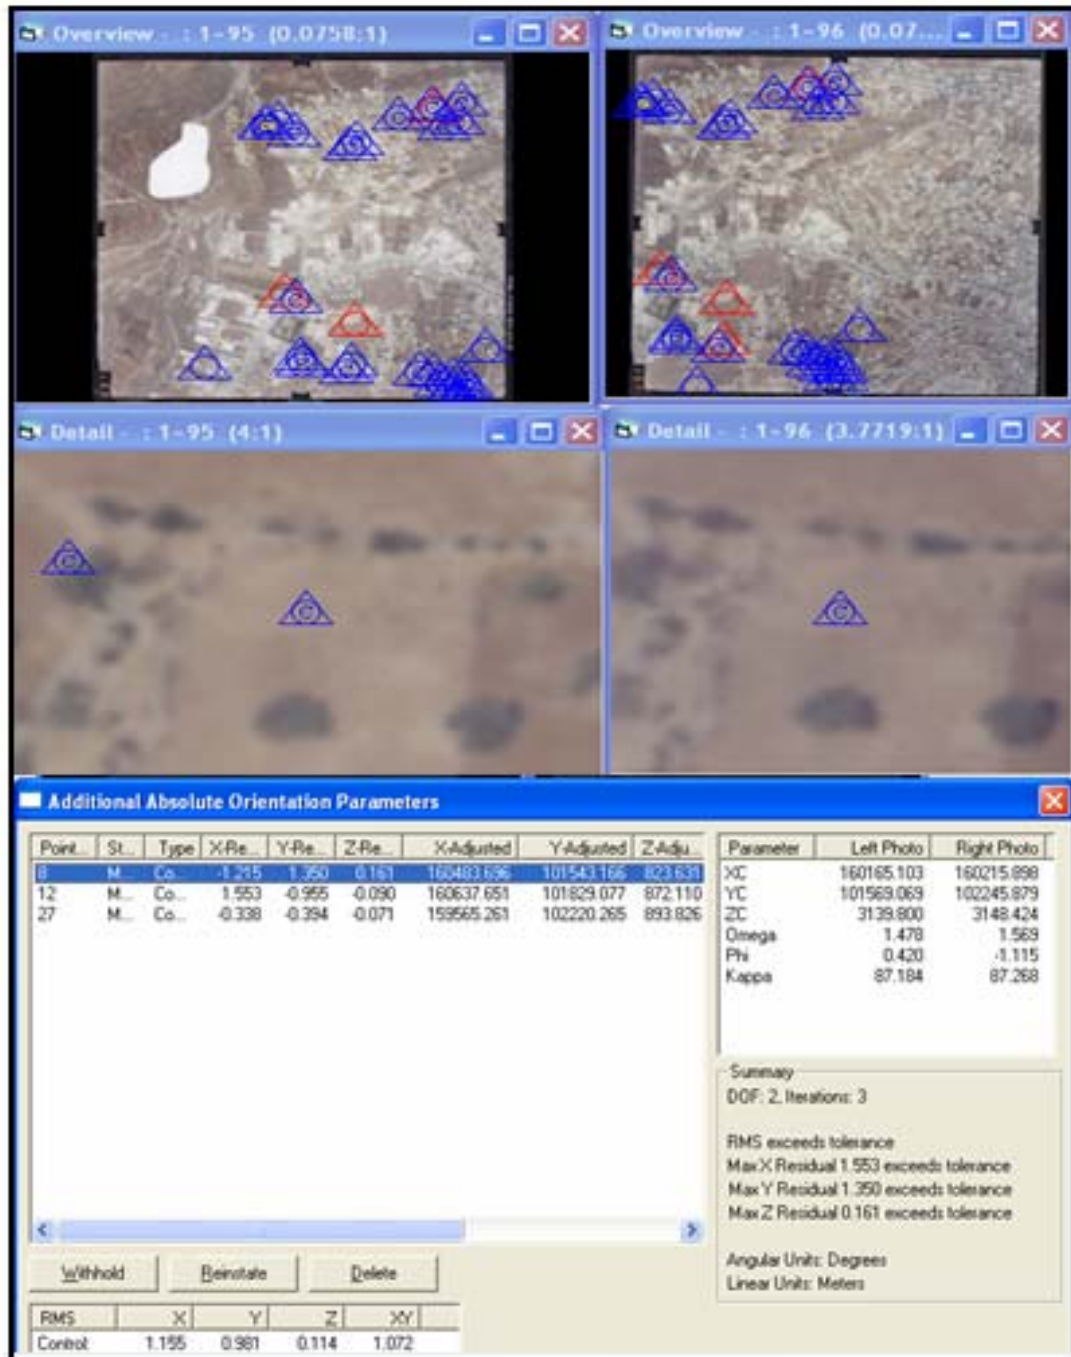 Overview - : 1-95 (0.0758:1)
Overview - : 1-96 (0.07...
Detail - : 1-95 (4:1)
Detail - : 1-96 (3.7719:1)
Additional Absolute Orientation Parameters
Point... St... Type X-Re... Y-Re... Z-Re... X-Adjusted Y-Adjusted Z-Adju...
8 M... Co... -1.215 1.350 0.161 160483.696 101543.166 823.631
12 M... Co... 1.553 -0.955 -0.090 160637.651 101829.077 872.110
27 M... Co... -0.338 -0.394 -0.071 159565.261 102220.265 893.826
Parameter Left Photo Right Photo
XC 160165.103 160215.898
YC 101569.069 102245.879
ZC 3139.800 3148.424
Omega 1.478 1.569
Phi 0.420 -1.115
Kappa 87.184 87.268
Summary
DOF: 2, Iterations: 3
RMS exceeds tolerance
Max X Residual 1.553 exceeds tolerance
Max Y Residual 1.350 exceeds tolerance
Max Z Residual 0.161 exceeds tolerance
Angular Units: Degrees
Linear Units: Meters
Withhold Reinstate Delete
RMS X Y Z XY
Control: 1.155 0.981 0.114 1.072